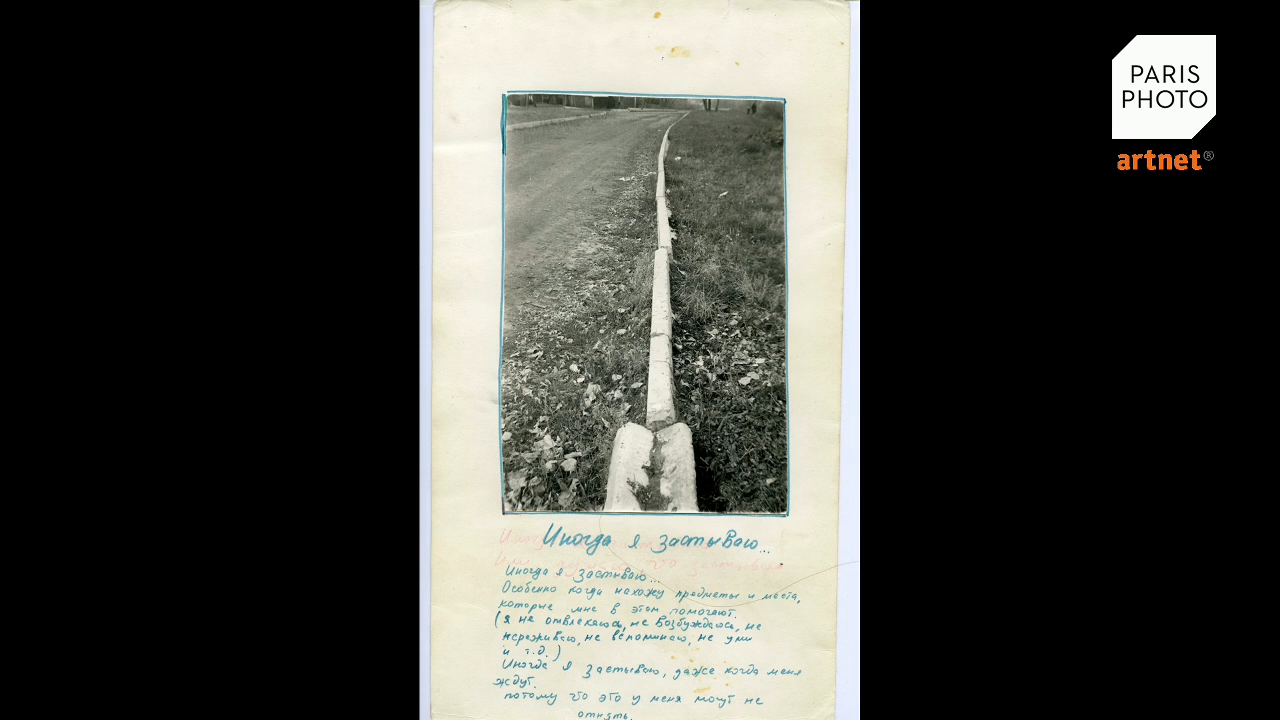 PARIS
PHOTO
artnet®
Иногда я застываю...
Иногда я застываю...
Особенно когда нахожу предметы и места,
которые мне в этом помогают.
(я не отвлекаюсь, не возбуждаюсь, не
переживаю, не вспоминаю, не
и т.д.)
Иногда я застываю, даже когда меня
ждут.
потому что это у меня могут не
отнять.